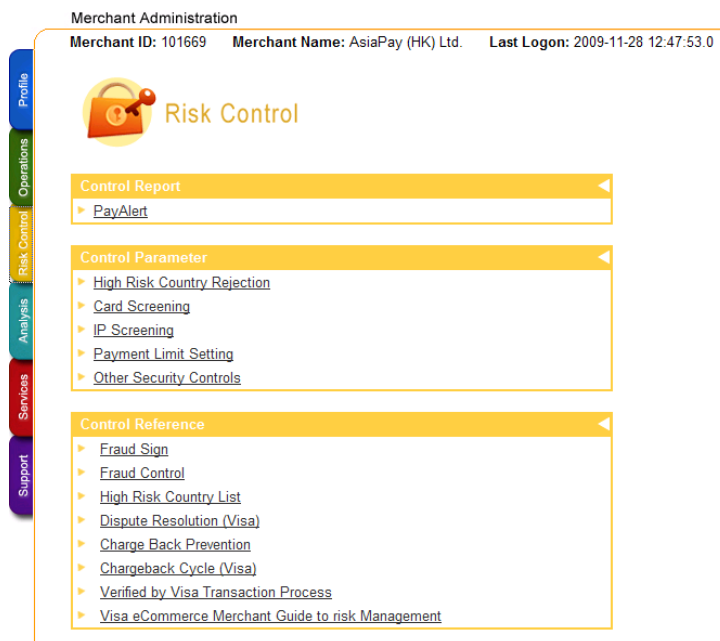 Merchant Administration
Merchant ID: 101669 Merchant Name: AsiaPay (HK) Ltd. Last Logon: 2009-11-28 12:47:53.0
Profile
Operations
Risk Control
Analysis
Services
Support
Risk Control
Control Report
PayAlert
Control Parameter
High Risk Country Rejection
Card Screening
IP Screening
Payment Limit Setting
Other Security Controls
Control Reference
Fraud Sign
Fraud Control
High Risk Country List
Dispute Resolution (Visa)
Charge Back Prevention
Chargeback Cycle (Visa)
Verified by Visa Transaction Process
Visa eCommerce Merchant Guide to risk Management